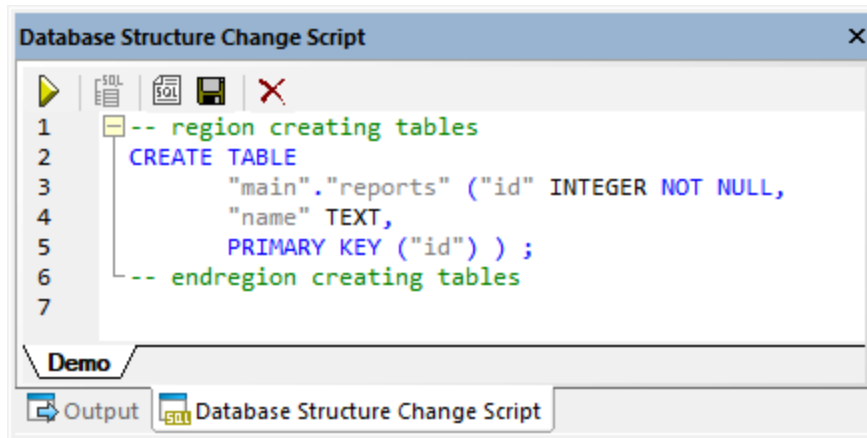 Database Structure Change Script
1 -- region creating tables
2 CREATE TABLE
3 "main"."reports" ("id" INTEGER NOT NULL,
4 "name" TEXT,
5 PRIMARY KEY ("id") ) ;
6 -- endregion creating tables
7
Demo
Output Database Structure Change Script